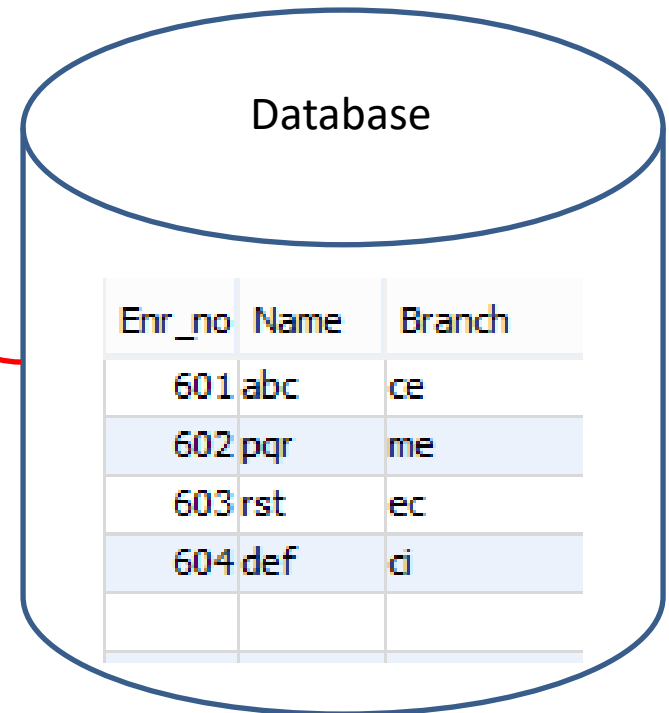 Database
Enr_no Name Branch
601 abc ce
602 pqr me
603 rst ec
604 def ci